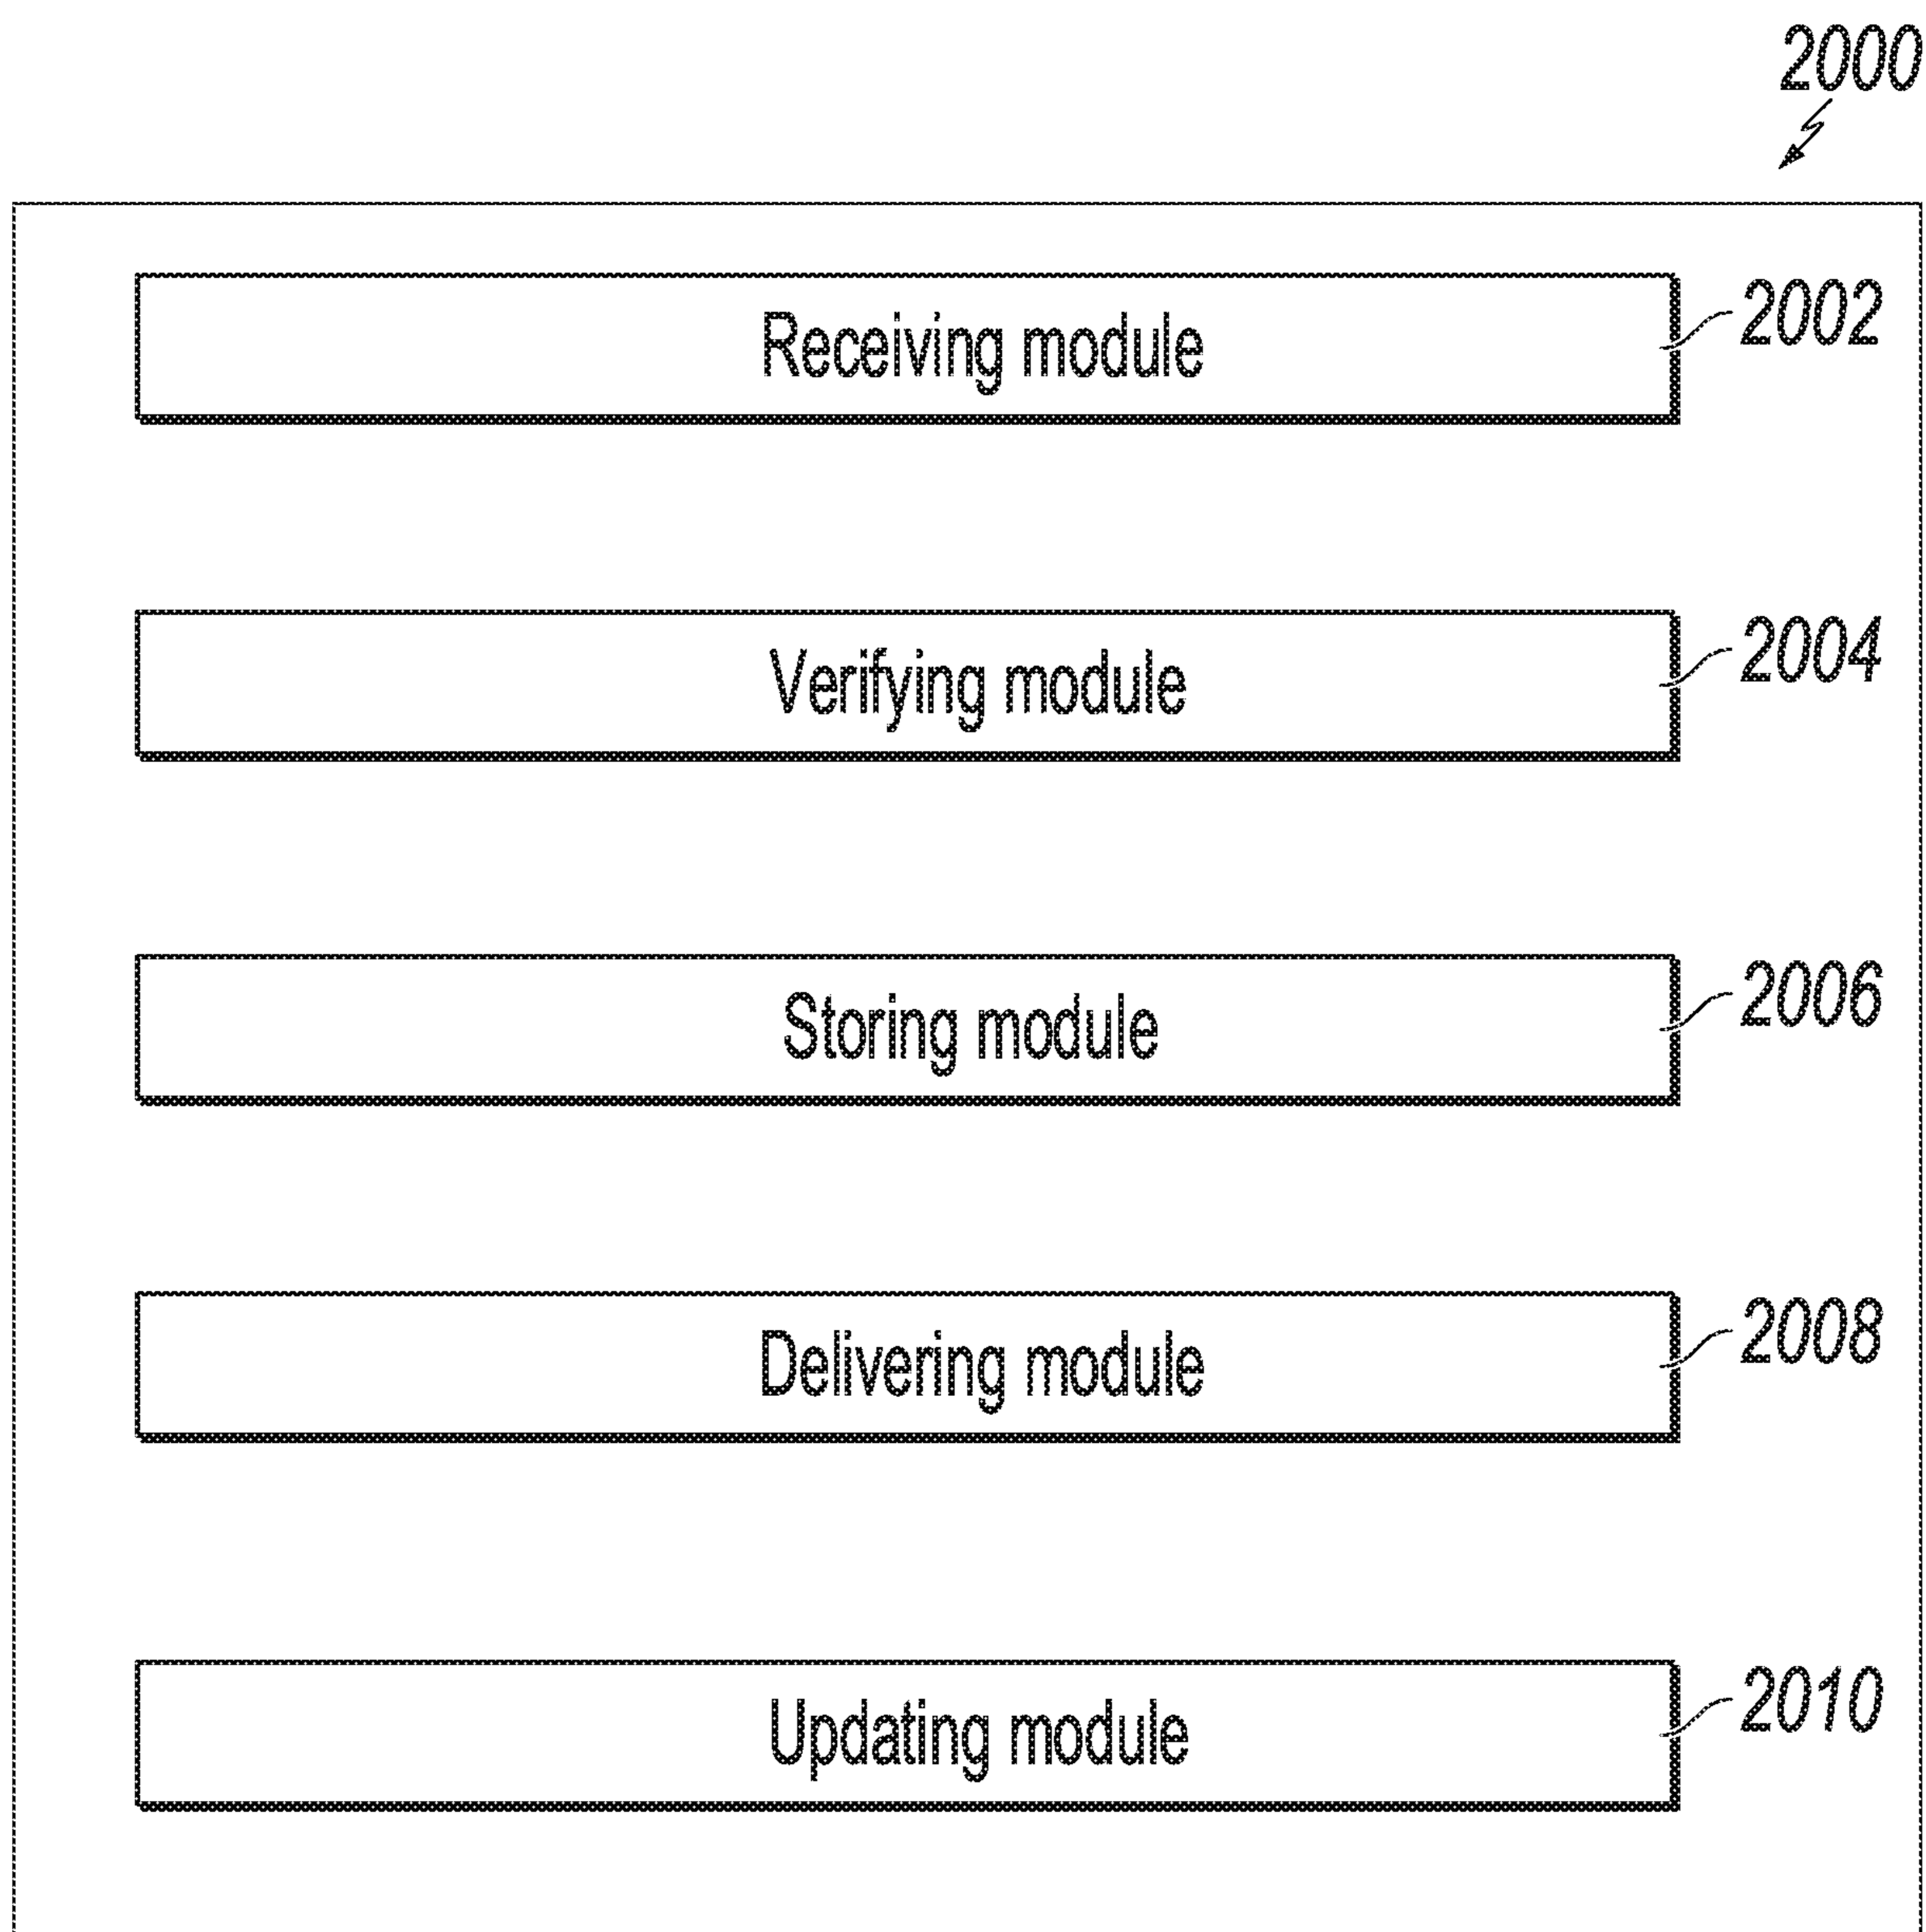 2000
Receiving module 2002
Verifying module 2004
Storing module 2006
Delivering module 2008
Updating module 2010